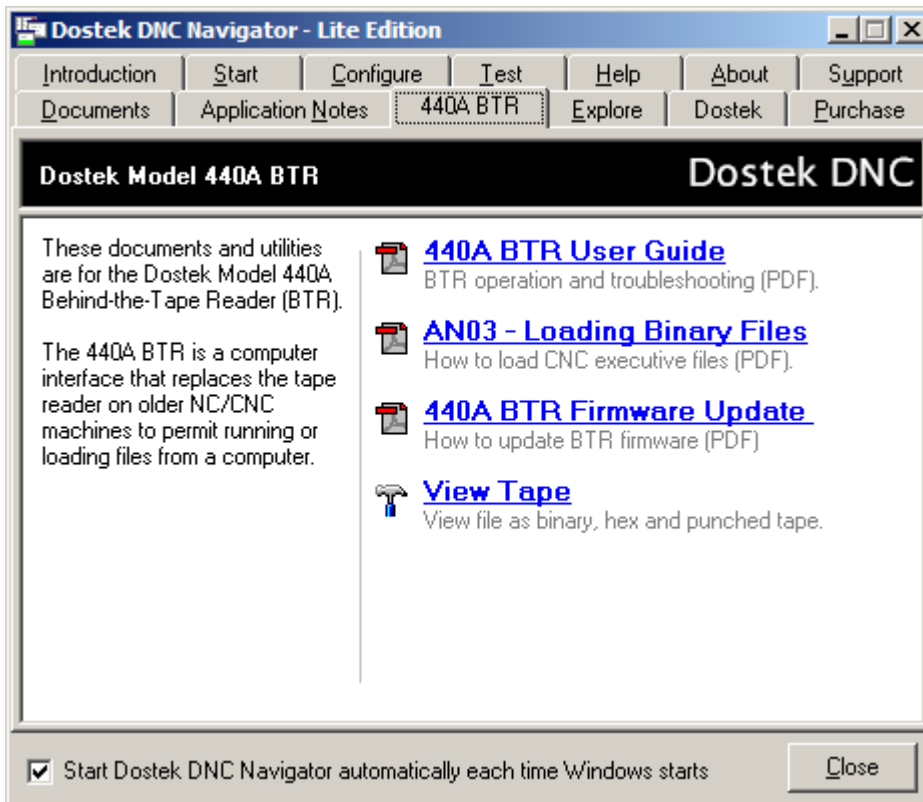 Dostek DNC Navigator - Lite Edition
Introduction Start Configure Test Help About Support
Documents Application Notes 440A BTR Explore Dostek Purchase
Dostek Model 440A BTR Dostek DNC
These documents and utilities
are for the Dostek Model 440A
Behind-the-Tape Reader (BTR).
The 440A BTR is a computer
interface that replaces the tape
reader on older NC/CNC
machines to permit running or
loading files from a computer.
440A BTR User Guide
BTR operation and troubleshooting (PDF).
AN03 - Loading Binary Files
How to load CNC executive files (PDF).
440A BTR Firmware Update
How to update BTR firmware (PDF)
View Tape
View file as binary, hex and punched tape.
Start Dostek DNC Navigator automatically each time Windows starts
Close